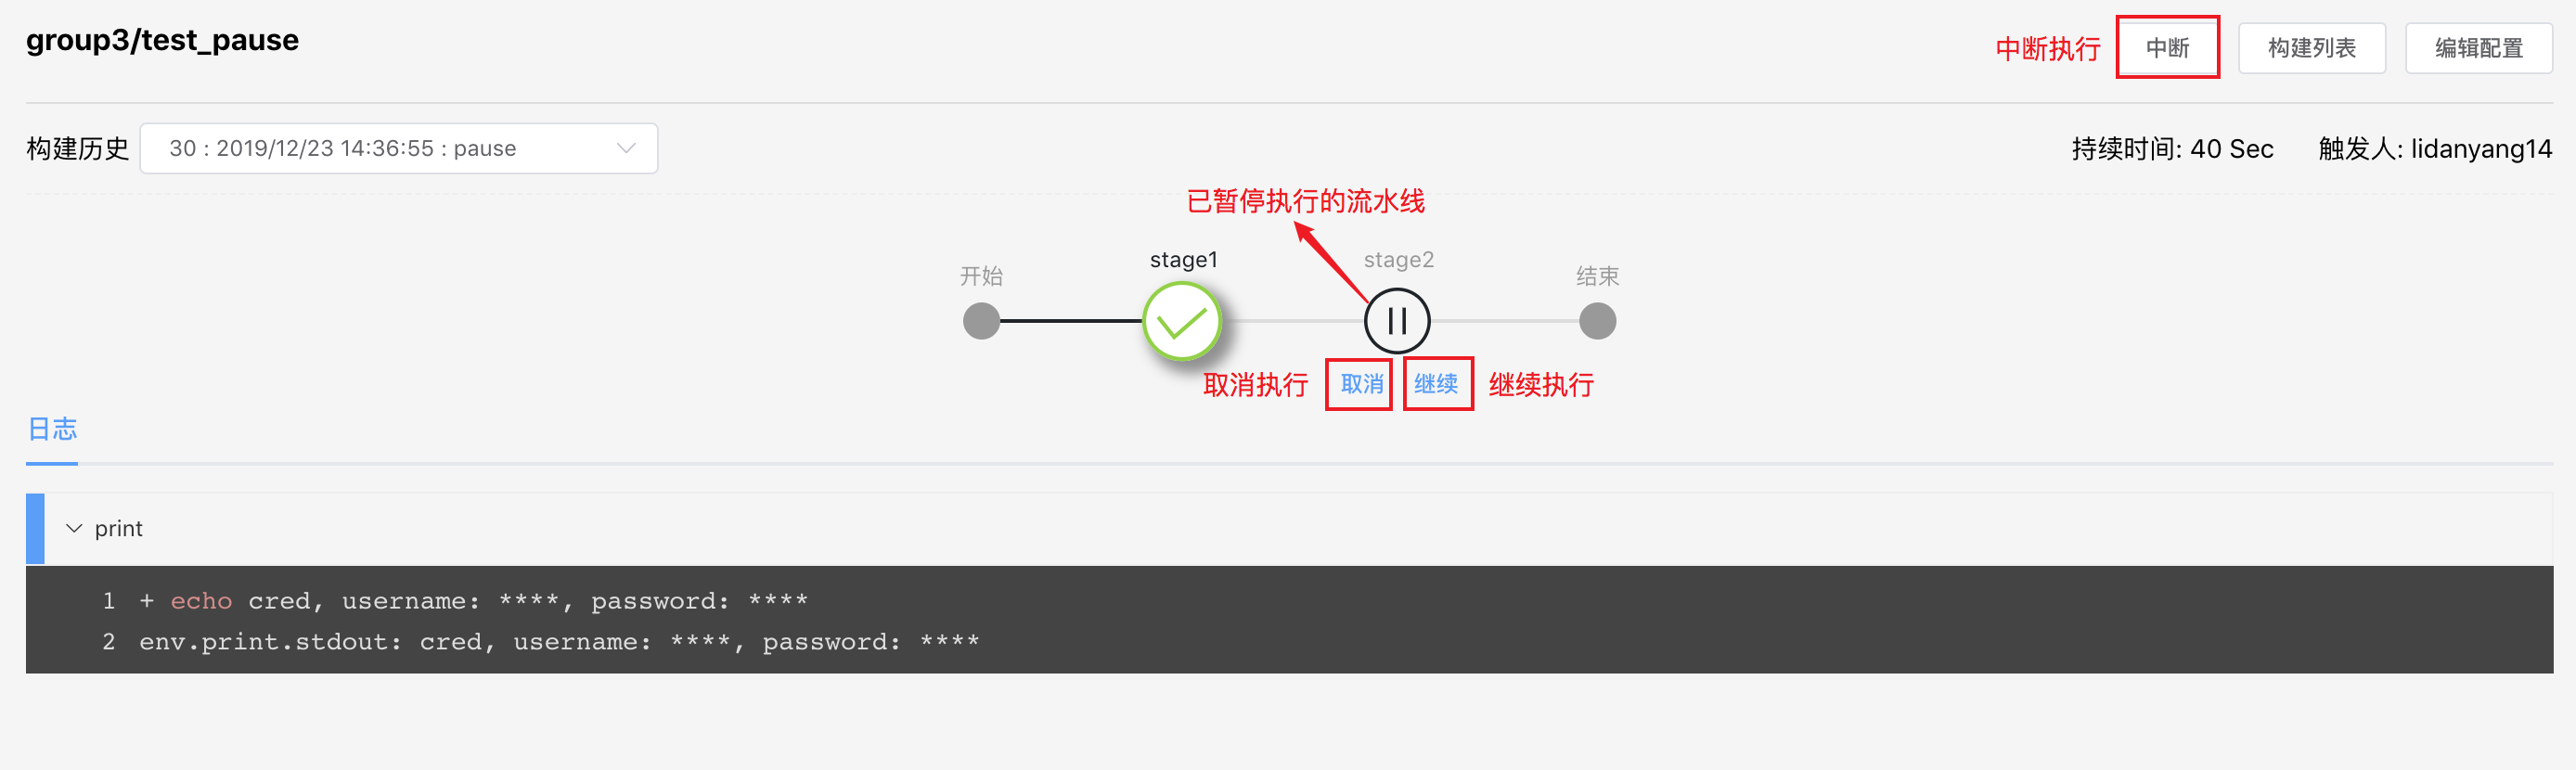 group3/test_pause
中断执行 中断 构建列表 编辑配置
构建历史 30 : 2019/12/23 14:36:55 : pause 持续时间: 40 Sec 触发人: lidanyang14
已暂停执行的流水线
开始 stage1 stage2 结束
取消执行 取消 继续 继续执行
日志
print
1 + echo cred, username: ****, password: ****
2 env.print.stdout: cred, username: ****, password: ****